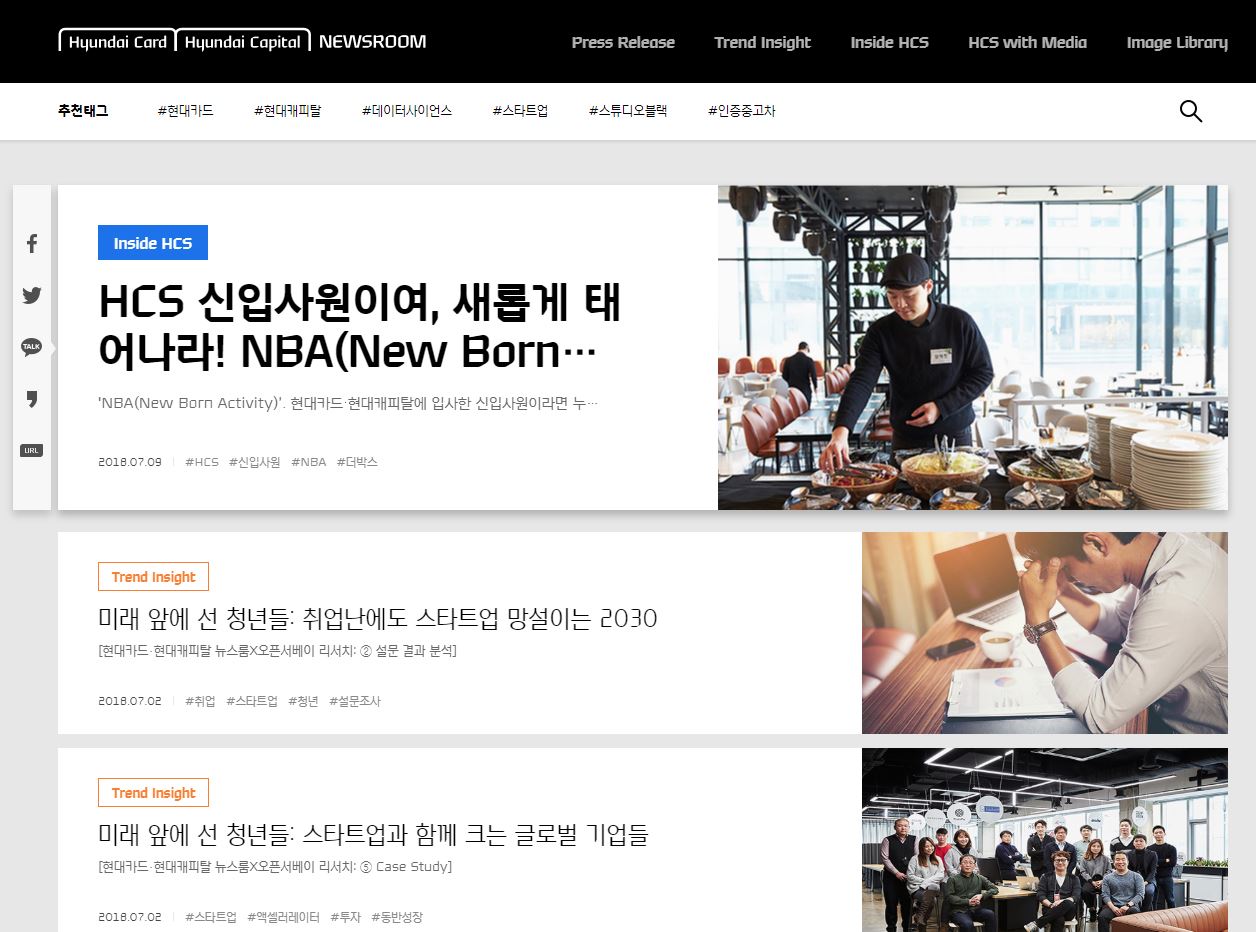 Hyundai Card Hyundai Capital NEWSROOM
Press Release Trend Insight Inside HCS HCS with Media Image Library
추천태그 #현대카드 #현대캐피탈 #데이터사이언스 #스타트업 #스튜디오블랙 #인증중고차
TALK
URL
Inside HCS
HCS 신입사원이여, 새롭게 태
어나라! NBA(New Born···
'NBA(New Born Activity)'. 현대카드·현대캐피탈에 입사한 신입사원이라면 누···
2018.07.09 #HCS #신입사원 #NBA #더박스
Trend Insight
미래 앞에 선 청년들: 취업난에도 스타트업 망설이는 2030
[현대카드·현대캐피탈 뉴스룸X오픈서베이 리서치: ② 설문 결과 분석]
2018.07.02 #취업 #스타트업 #청년 #설문조사
Trend Insight
미래 앞에 선 청년들: 스타트업과 함께 크는 글로벌 기업들
[현대카드·현대캐피탈 뉴스룸X오픈서베이 리서치: Case Study]
2018.07.02 #스타트업 #액셀러레이터 #투자 #동반성장